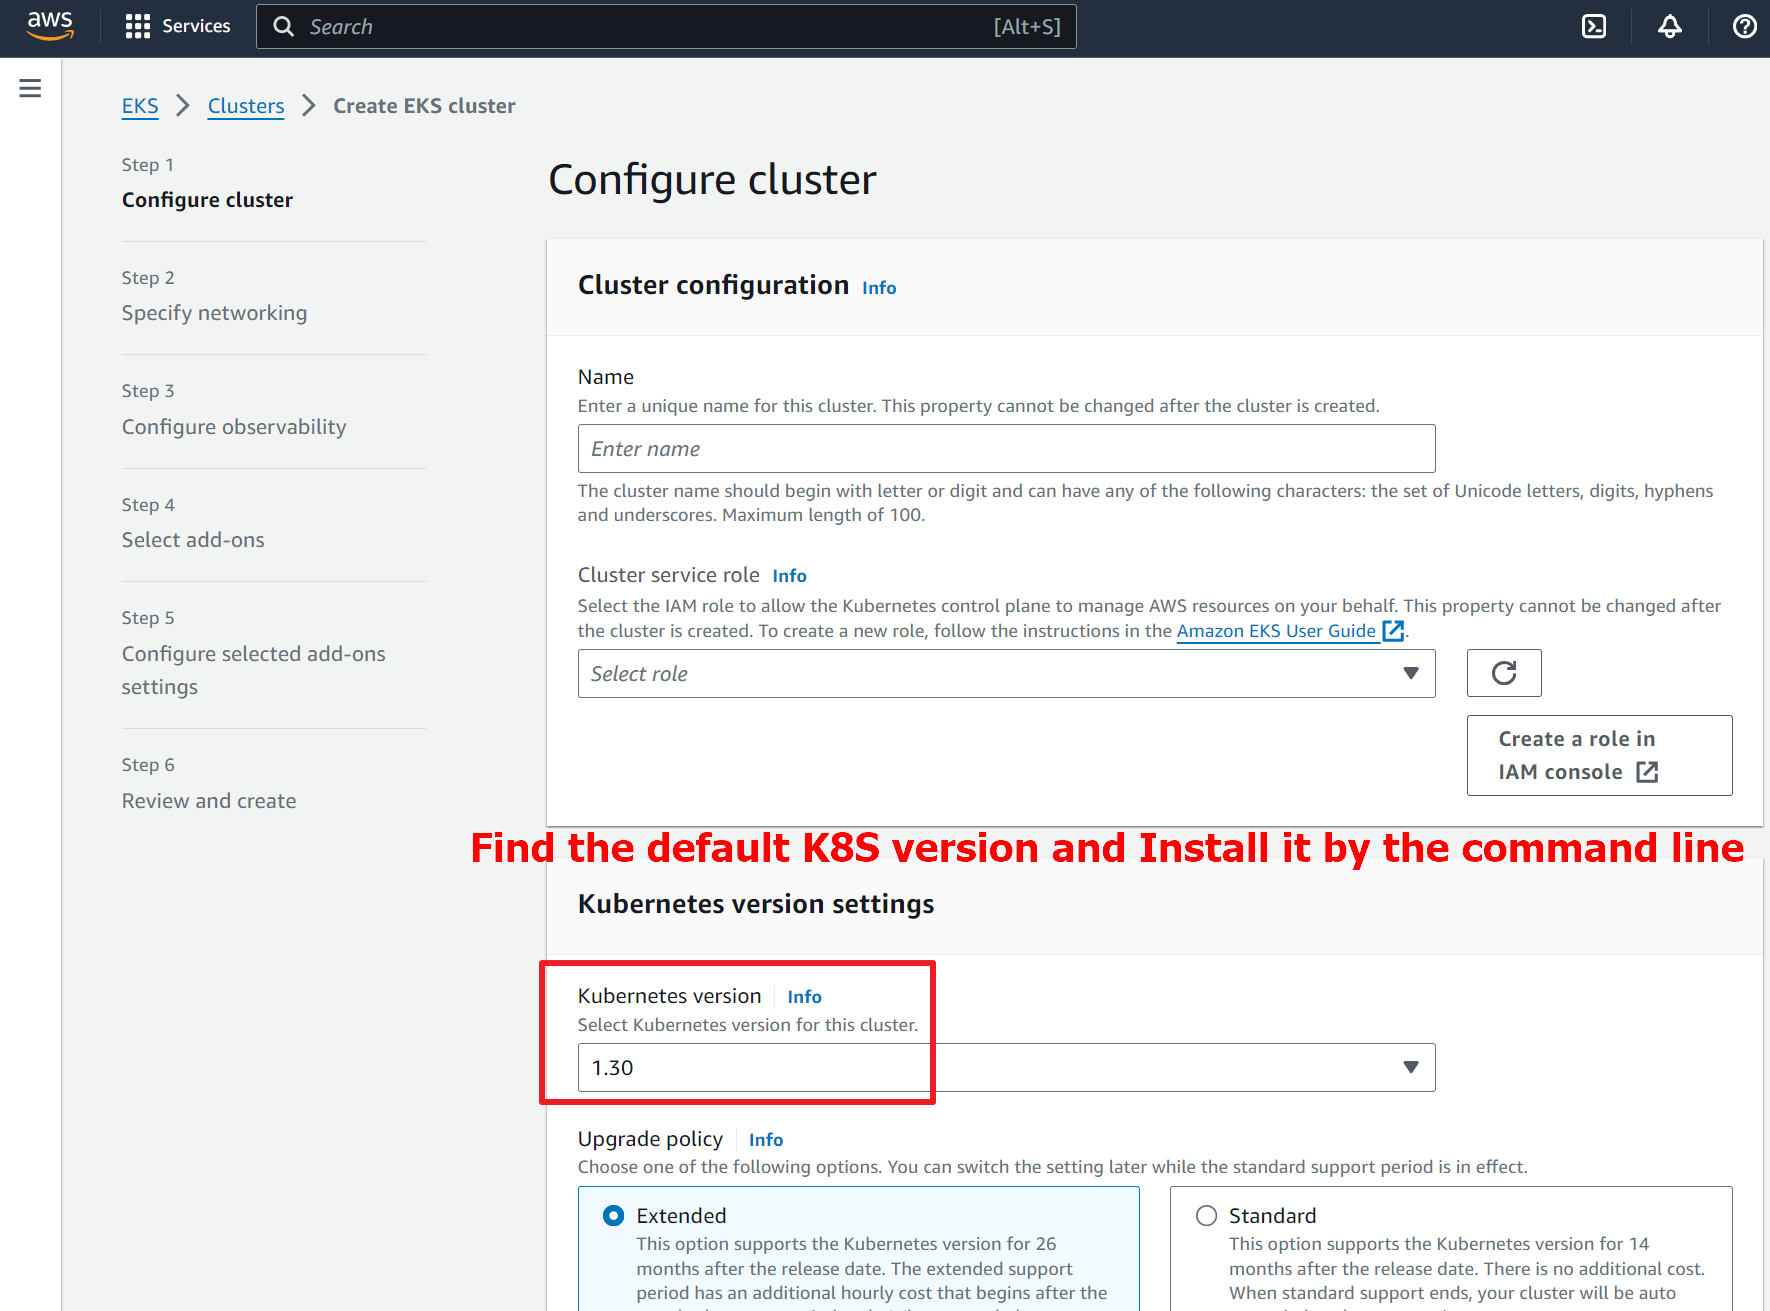 aws
Services
Search
[Alt+S]
EKS
Clusters
Create EKS cluster
Step 1
Configure cluster
Step 2
Specify networking
Step 3
Configure observability
Step 4
Select add-ons
Step 5
Configure selected add-ons
settings
Step 6
Review and create
Configure cluster
Cluster configuration Info
Name
Enter a unique name for this cluster. This property cannot be changed after the cluster is created.
Enter name
The cluster name should begin with letter or digit and can have any of the following characters: the set of Unicode letters, digits, hyphens
and underscores. Maximum length of 100.
Cluster service role Info
Select the IAM role to allow the Kubernetes control plane to manage AWS resources on your behalf. This property cannot be changed after
the cluster is created. To create a new role, follow the instructions in the Amazon EKS User Guide.
Select role
Create a role in
IAM console
Find the default K8S version and Install it by the command line
Kubernetes version settings
Kubernetes version Info
Select Kubernetes version for this cluster.
1.30
Upgrade policy Info
Choose one of the following options. You can switch the setting later while the standard support period is in effect.
Extended
This option supports the Kubernetes version for 26
months after the release date. The extended support
period has an additional hourly cost that begins after the
Standard
This option supports the Kubernetes version for 14
months after the release date. There is no additional cost.
When standard support ends, your cluster will be auto